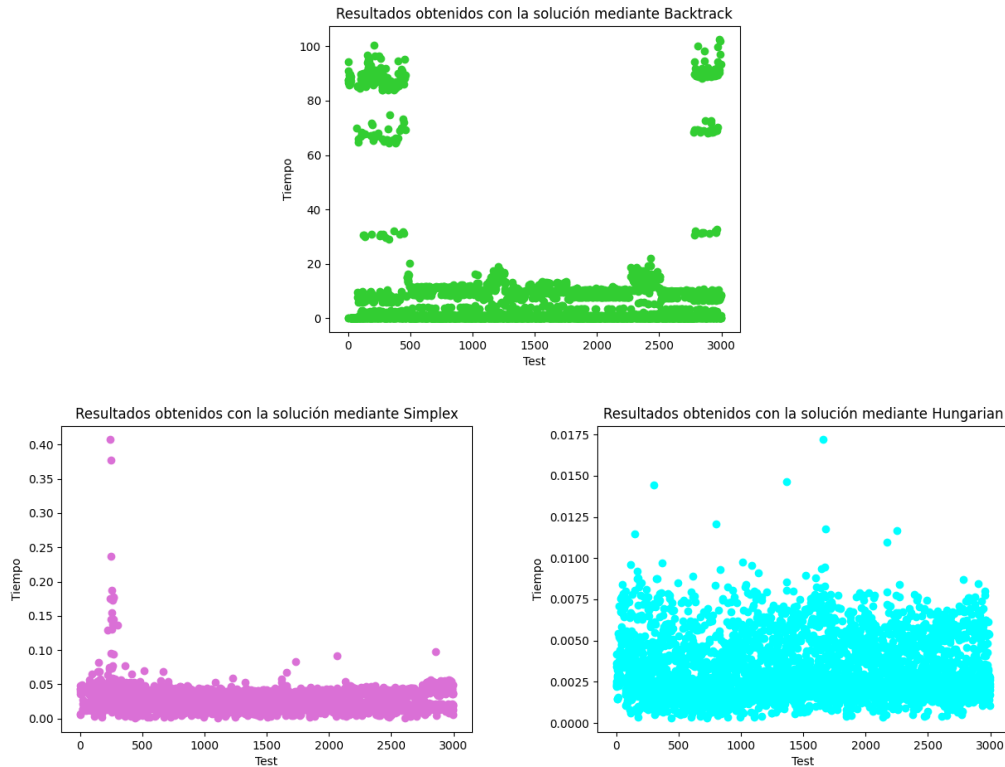 Resultados obtenidos con la solución mediante Backtrack
100
80
60
40
20
0
Tiempo
0 500 1000 1500 2000 2500 3000
Test
Resultados obtenidos con la solución mediante Simplex
0.40
0.35
0.30
0.25
0.20
0.15
0.10
0.05
0.00
Tiempo
0 500 1000 1500 2000 2500 3000
Test
Resultados obtenidos con la solución mediante Hungarian
0.0175
0.0150
0.0125
0.0100
0.0075
0.0050
0.0025
0.0000
Tiempo
0 500 1000 1500 2000 2500 3000
Test